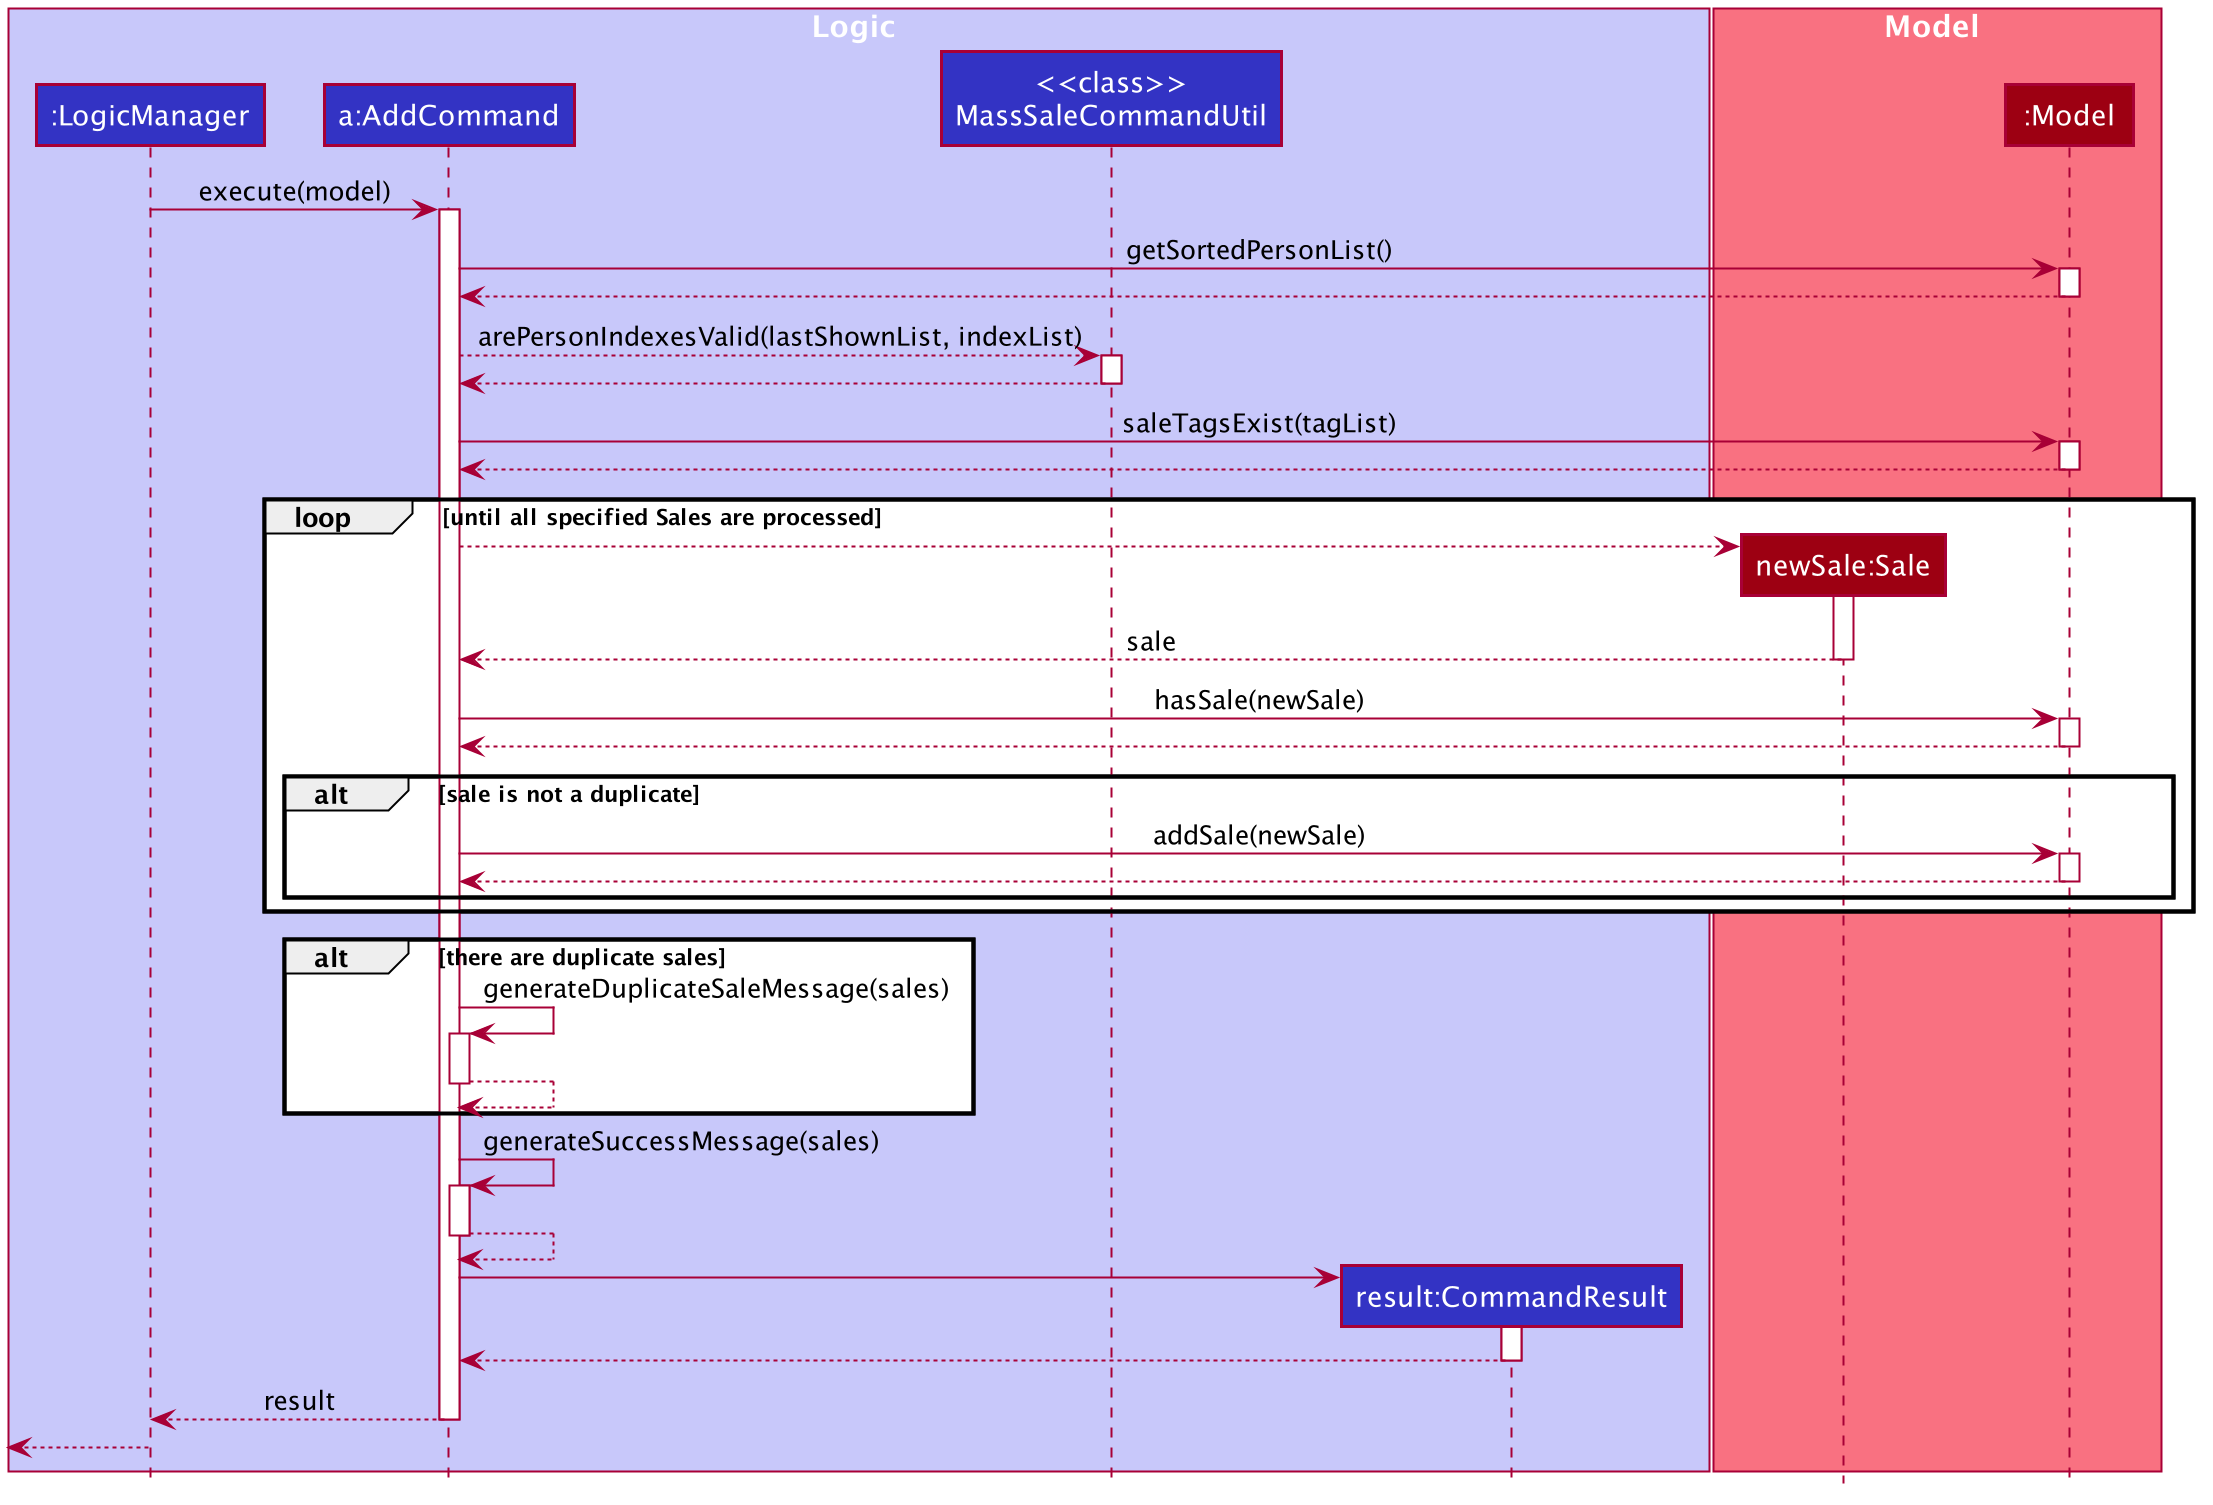 Logic
Model
:LogicManager
a:AddCommand
<<class>>
MassSaleCommandUtil
:Model
execute(model)
getSortedPersonList()
arePersonIndexesValid(lastShownList, indexList)
saleTagsExist(tagList)
loop
[until all specified Sales are processed]
newSale:Sale
sale
hasSale(newSale)
alt
[sale is not a duplicate]
addSale(newSale)
alt
[there are duplicate sales]
generateDuplicateSaleMessage(sales)
generateSuccessMessage(sales)
result:CommandResult
result